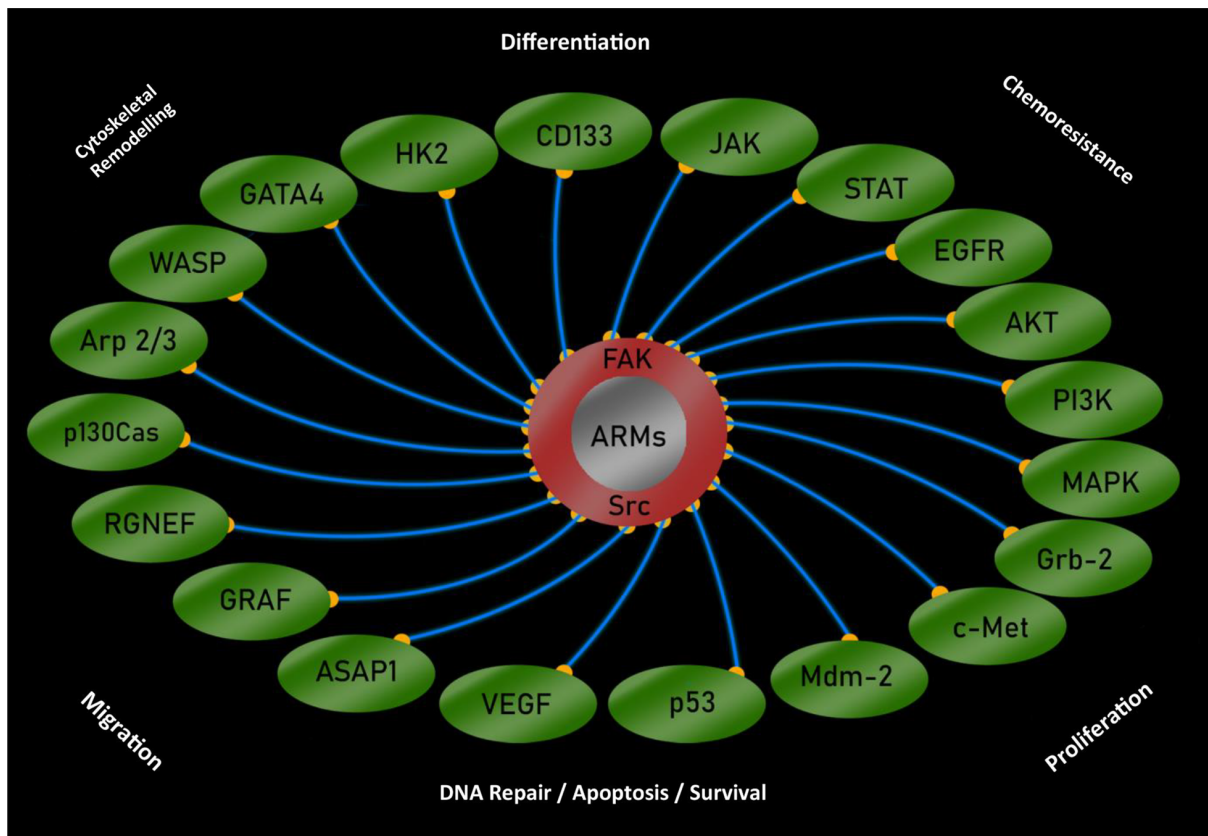 Differentiation
Cytoskeletal
Remodelling
Chemoresistance
CD133
JAK
HK2
STAT
GATA4
EGFR
WASP
AKT
Arp 2/3
FAK
PI3K
ARMs
p130Cas
MAPK
Src
RGNEF
Grb-2
GRAF
c-Met
ASAP1
Mdm-2
VEGF
p53
Migration
Proliferation
DNA Repair / Apoptosis / Survival